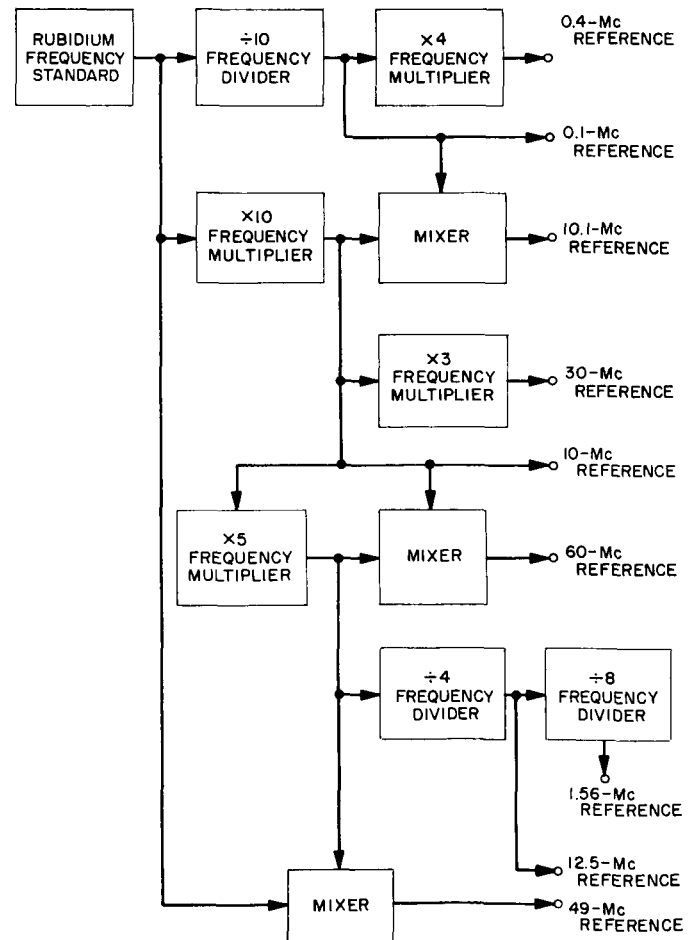 RUBIDIUM
FREQUENCY
STANDARD
÷10
FREQUENCY
DIVIDER
×4
FREQUENCY
MULTIPLIER
0.4-Mc
REFERENCE
0.1-Mc
REFERENCE
×10
FREQUENCY
MULTIPLIER
MIXER
10.1-Mc
REFERENCE
×3
FREQUENCY
MULTIPLIER
30-Mc
REFERENCE
10-Mc
REFERENCE
×5
FREQUENCY
MULTIPLIER
MIXER
60-Mc
REFERENCE
÷4
FREQUENCY
DIVIDER
÷8
FREQUENCY
DIVIDER
1.56-Mc
REFERENCE
12.5-Mc
REFERENCE
MIXER
49-Mc
REFERENCE